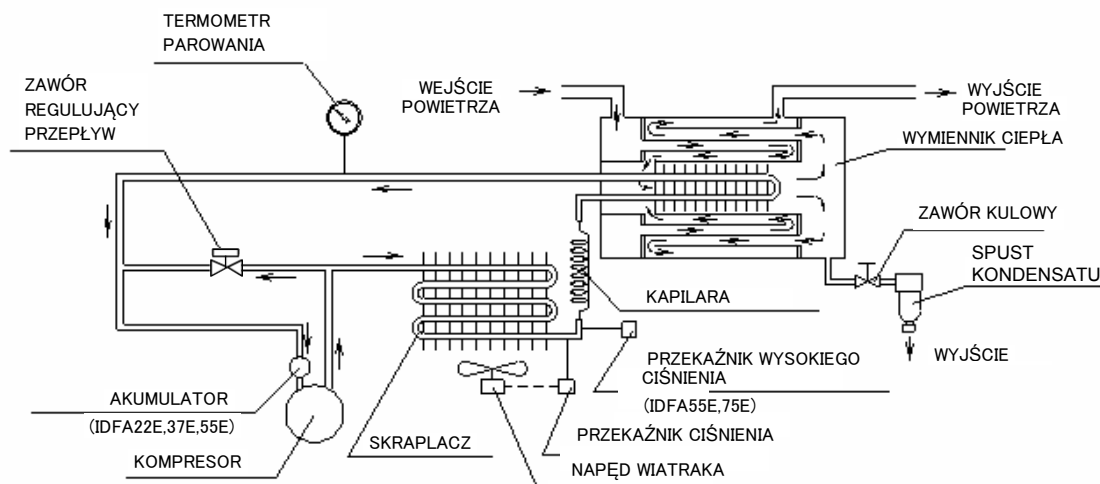 TERMOMETR
PAROWANIA
ZAWÓR
REGULUJĄCY
PRZEPŁYW
WEJŚCIE
POWIETRZA
WYJŚCIE
POWIETRZA
WYMIENNIK CIEPŁA
ZAWÓR KULOWY
SPUST
KONDENSATU
KAPILARA
WYJŚCIE
PRZEKAŹNIK WYSOKIEGO
CIŚNIENIA
(IDFA55E,75E)
AKUMULATOR
(IDFA22E,37E,55E)
KOMPRESOR
SKRAPLACZ
PRZEKAŹNIK CIŚNIENIA
NAPĘD WIATRAKA